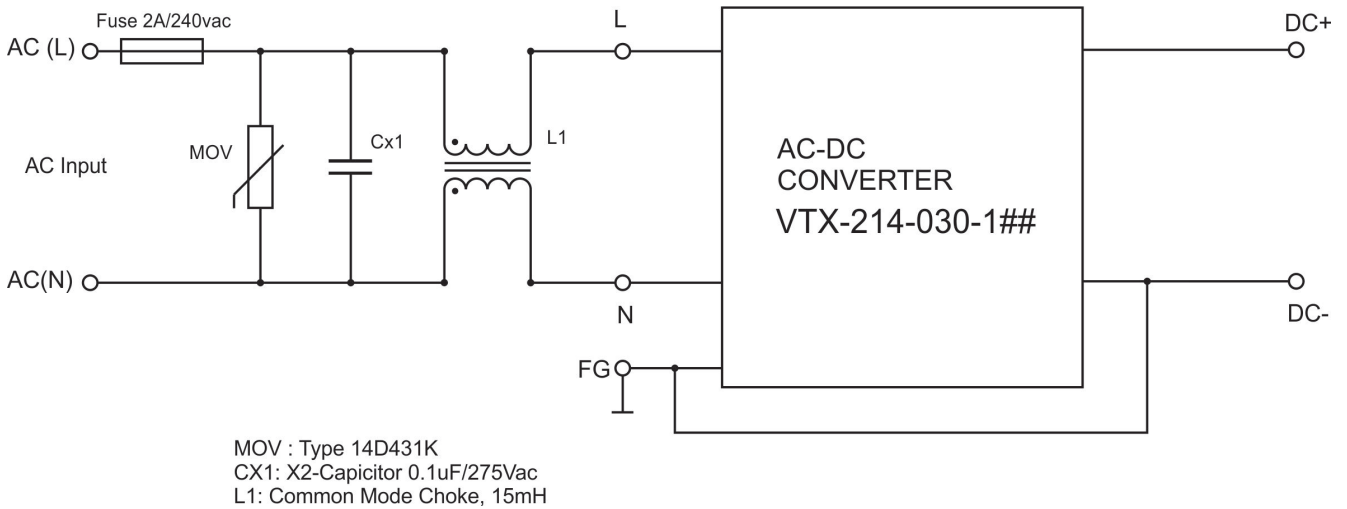 Fuse 2A/240vac
AC (L)
L
DC+
MOV
Cx1
L1
AC Input
AC-DC
CONVERTER
VTX-214-030-1##
AC(N)
N
DC-
FG
MOV : Type 14D431K
CX1: X2-Capicitor 0.1uF/275Vac
L1: Common Mode Choke, 15mH